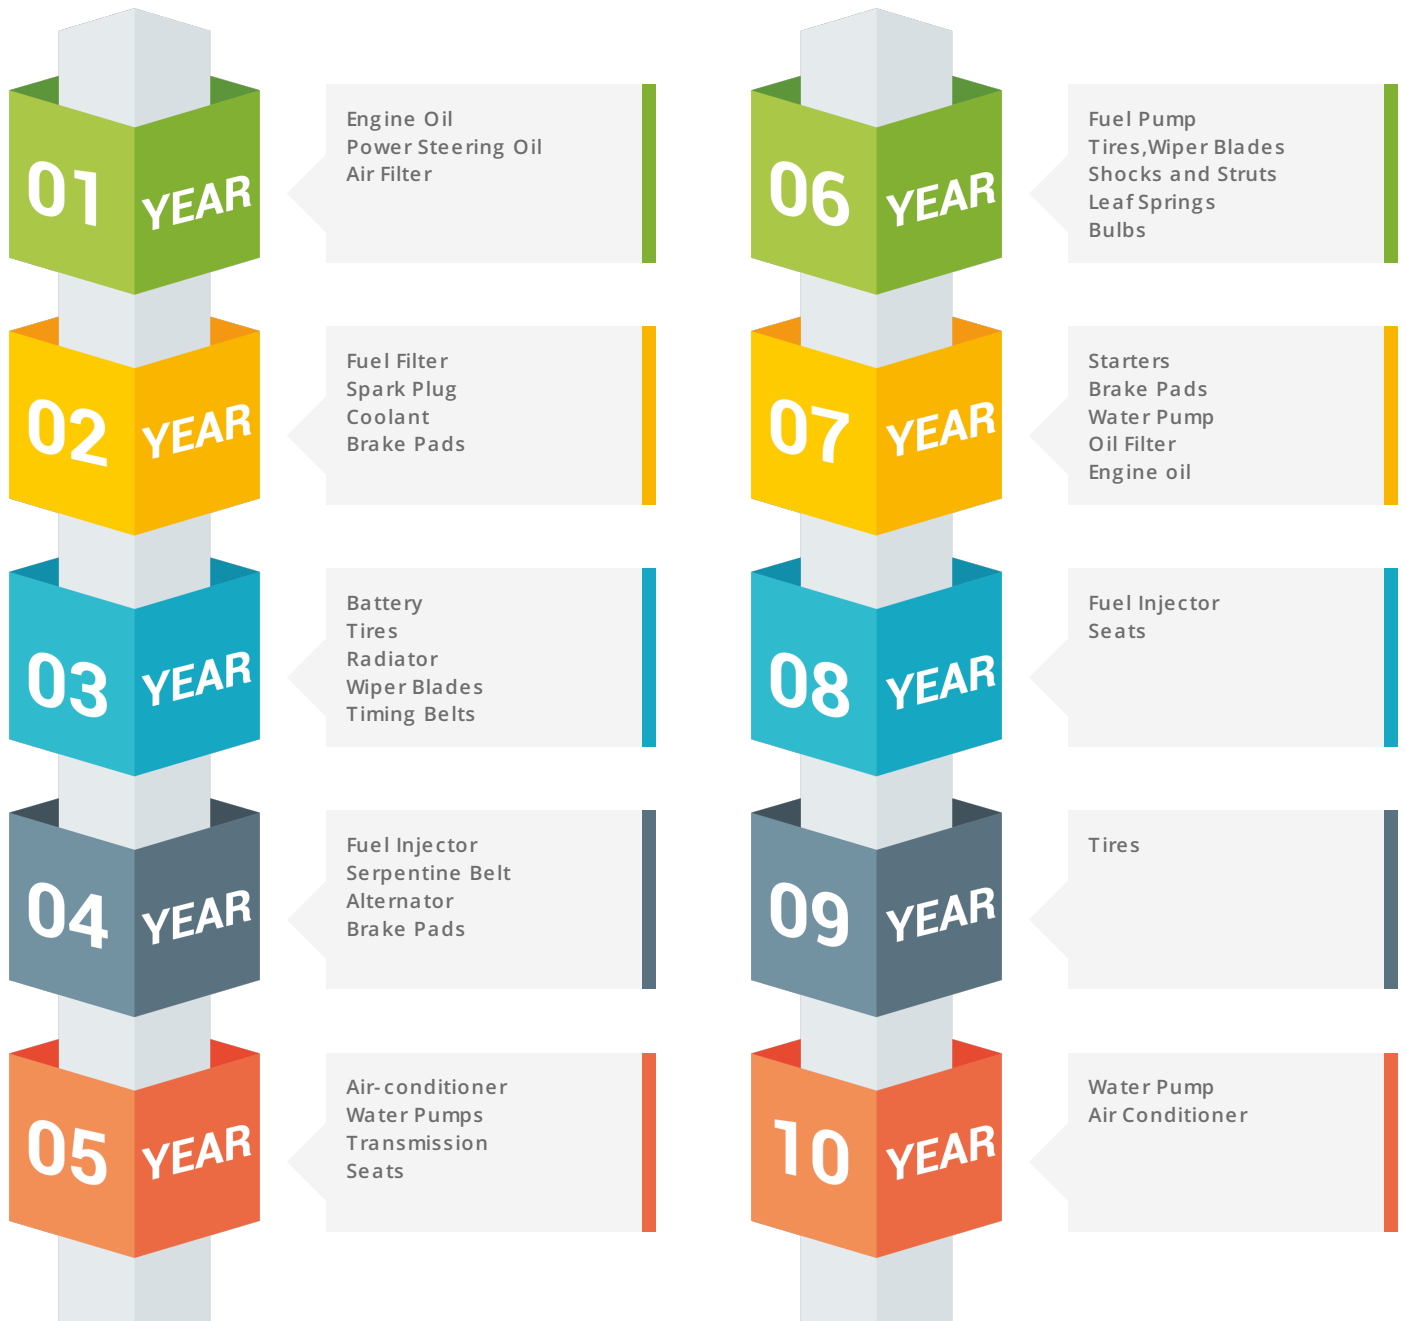 01 YEAR
Engine Oil
Power Steering Oil
Air Filter
02 YEAR
Fuel Filter
Spark Plug
Coolant
Brake Pads
03 YEAR
Battery
Tires
Radiator
Wiper Blades
Timing Belts
04 YEAR
Fuel Injector
Serpentine Belt
Alternator
Brake Pads
05 YEAR
Air-conditioner
Water Pumps
Transmission
Seats
06 YEAR
Fuel Pump
Tires,Wiper Blades
Shocks and Struts
Leaf Springs
Bulbs
07 YEAR
Starters
Brake Pads
Water Pump
Oil Filter
Engine oil
08 YEAR
Fuel Injector
Seats
09 YEAR
Tires
10 YEAR
Water Pump
Air Conditioner